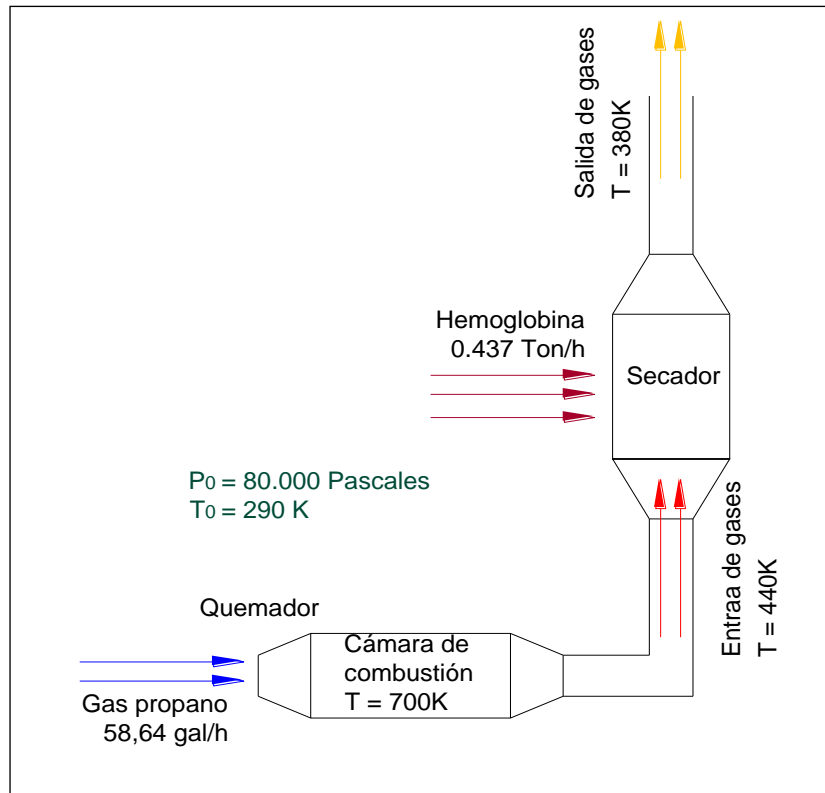 Salida de gases
T = 380K
Hemoglobina
0.437 Ton/h
Secador
P0 = 80.000 Pascales
T0 = 290 K
Entraa de gases
T = 440K
Quemador
Cámara de
combustión
T = 700K
Gas propano
58,64 gal/h